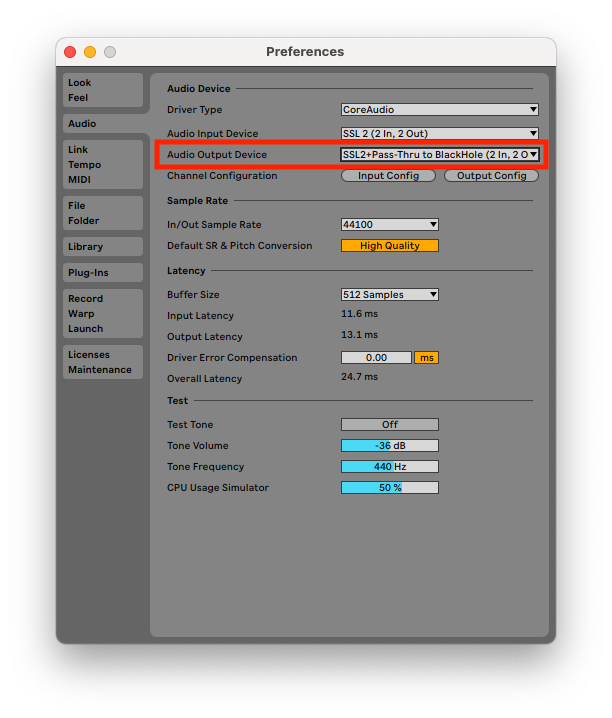 Preferences
Look
Feel
Audio
Link
Tempo
MIDI
File
Folder
Library
Plug-Ins
Record
Warp
Launch
Licenses
Maintenance
Audio Device
Driver Type CoreAudio
Audio Input Device SSL 2 (2 In, 2 Out)
Audio Output Device SSL2+Pass-Thru to BlackHole (2 In, 2 O
Channel Configuration Input Config Output Config
Sample Rate
In/Out Sample Rate 44100
Default SR & Pitch Conversion High Quality
Latency
Buffer Size 512 Samples
Input Latency 11.6 ms
Output Latency 13.1 ms
Driver Error Compensation 0.00 ms
Overall Latency 24.7 ms
Test
Test Tone Off
Tone Volume -36 dB
Tone Frequency 440 Hz
CPU Usage Simulator 50 %